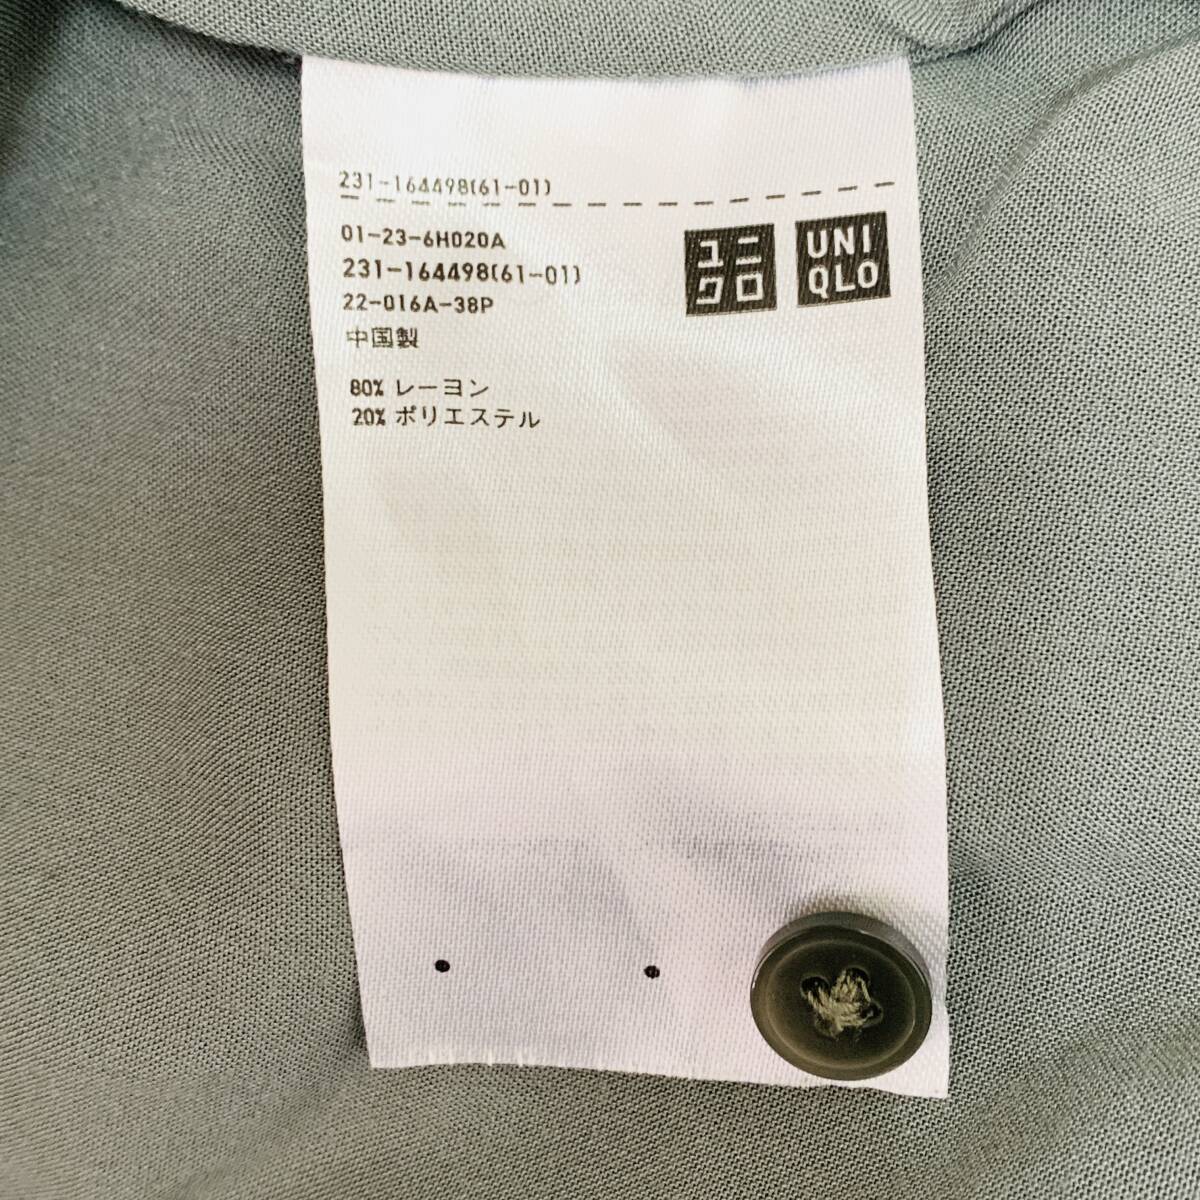 231-164498(61-01)
01-23-6H020A
231-164498(61-01)
22-016A-38P
中国製
80% レーヨン
20% ポリエステル
ユニ
クロ
UNI
QLO